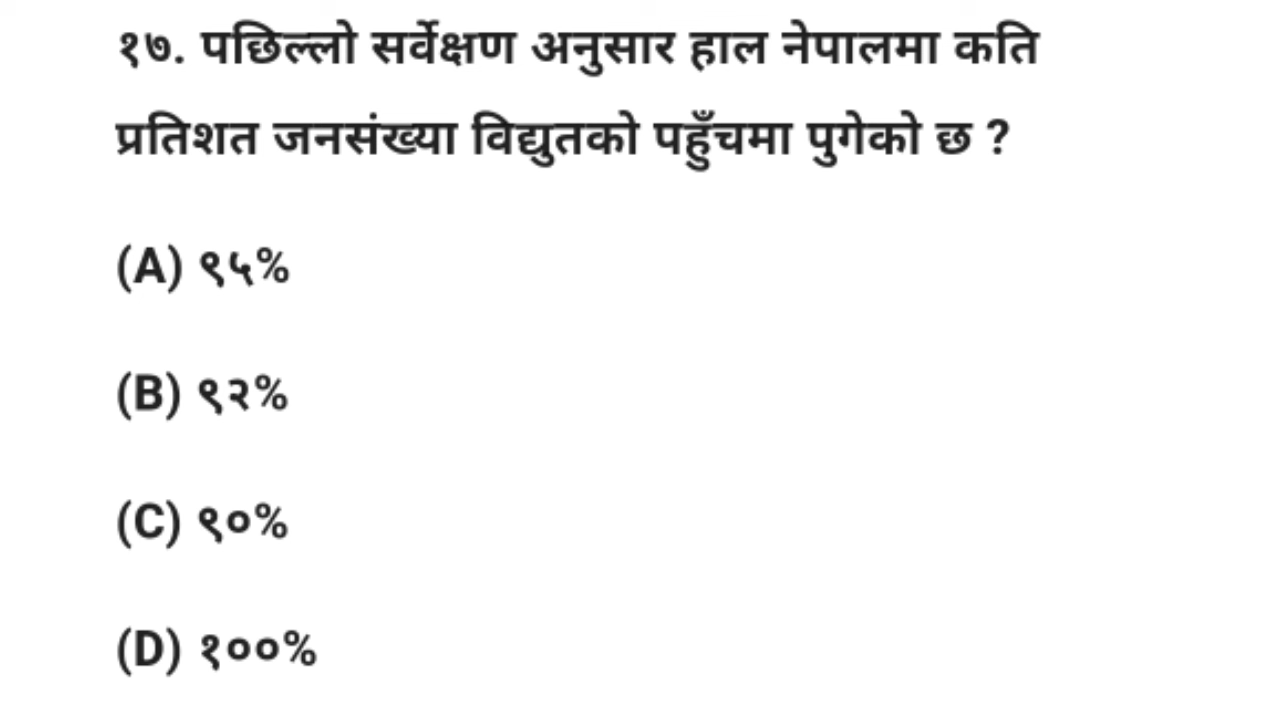 १७. पछिल्लो सर्वेक्षण अनुसार हाल नेपालमा कति
प्रतिशत जनसंख्या विद्युतको पहुँचमा पुगेको छ ?
(A) ९५%
(B) ९२%
(C) ९०%
(D) १००%